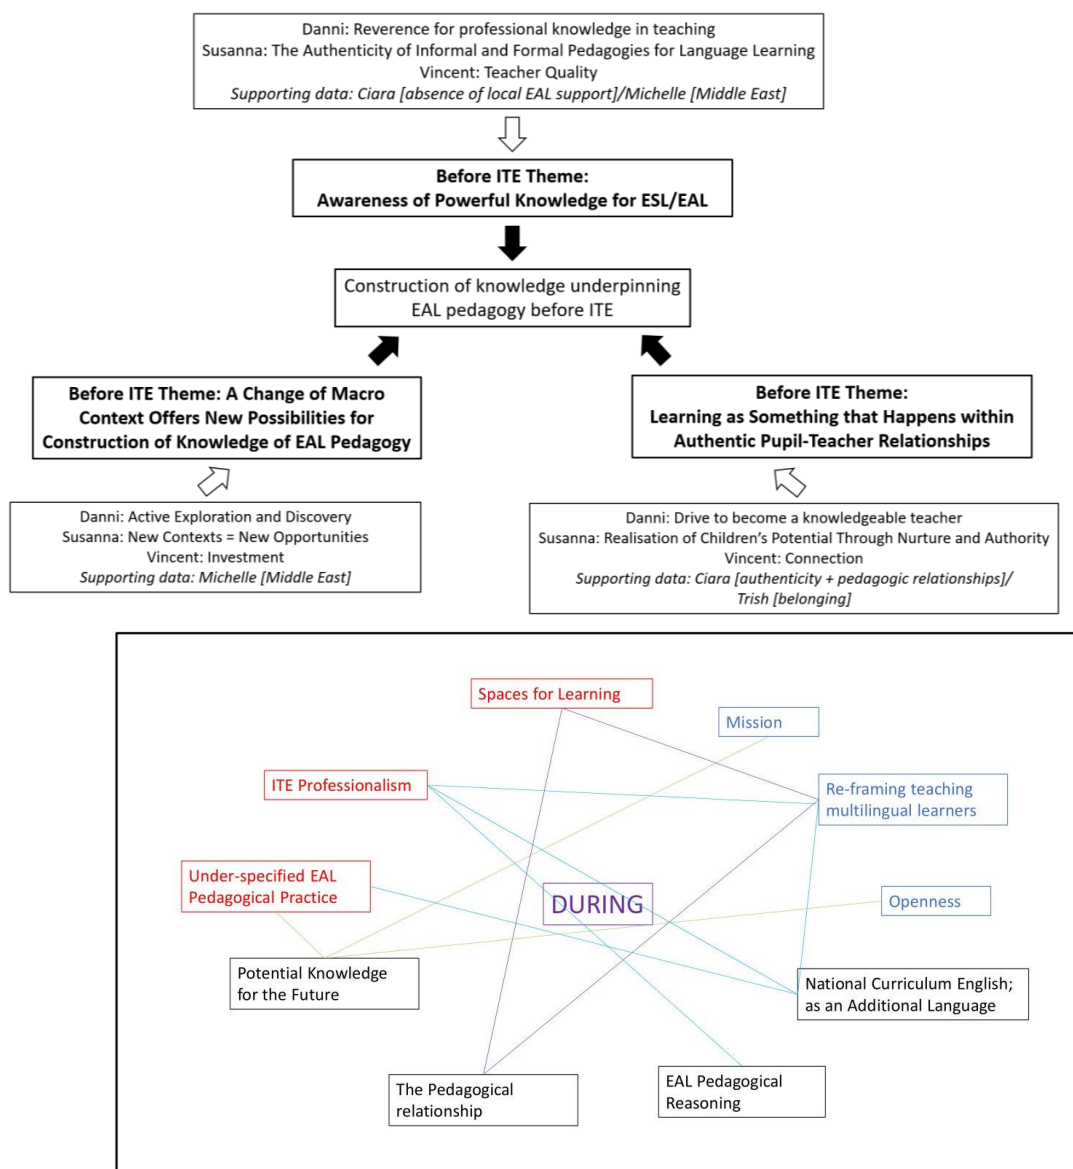 Danni: Reverence for professional knowledge in teaching
Susanna: The Authenticity of Informal and Formal Pedagogies for Language Learning
Vincent: Teacher Quality
Supporting data: Ciara [absence of local EAL support]/Michelle [Middle East]
Before ITE Theme:
Awareness of Powerful Knowledge for ESL/EAL
Construction of knowledge underpinning
EAL pedagogy before ITE
Before ITE Theme: A Change of Macro
Context Offers New Possibilities for
Construction of Knowledge of EAL Pedagogy
Before ITE Theme:
Learning as Something that Happens within
Authentic Pupil-Teacher Relationships
Danni: Active Exploration and Discovery
Susanna: New Contexts = New Opportunities
Vincent: Investment
Supporting data: Michelle [Middle East]
Danni: Drive to become a knowledgeable teacher
Susanna: Realisation of Children's Potential Through Nurture and Authority
Vincent: Connection
Supporting data: Ciara [authenticity + pedagogic relationships]/
Trish [belonging]
Spaces for Learning
Mission
ITE Professionalism
Re-framing teaching
multilingual learners
Under-specified EAL
Pedagogical Practice
DURING
Openness
Potential Knowledge
for the Future
National Curriculum English;
as an Additional Language
The Pedagogical
relationship
EAL Pedagogical
Reasoning